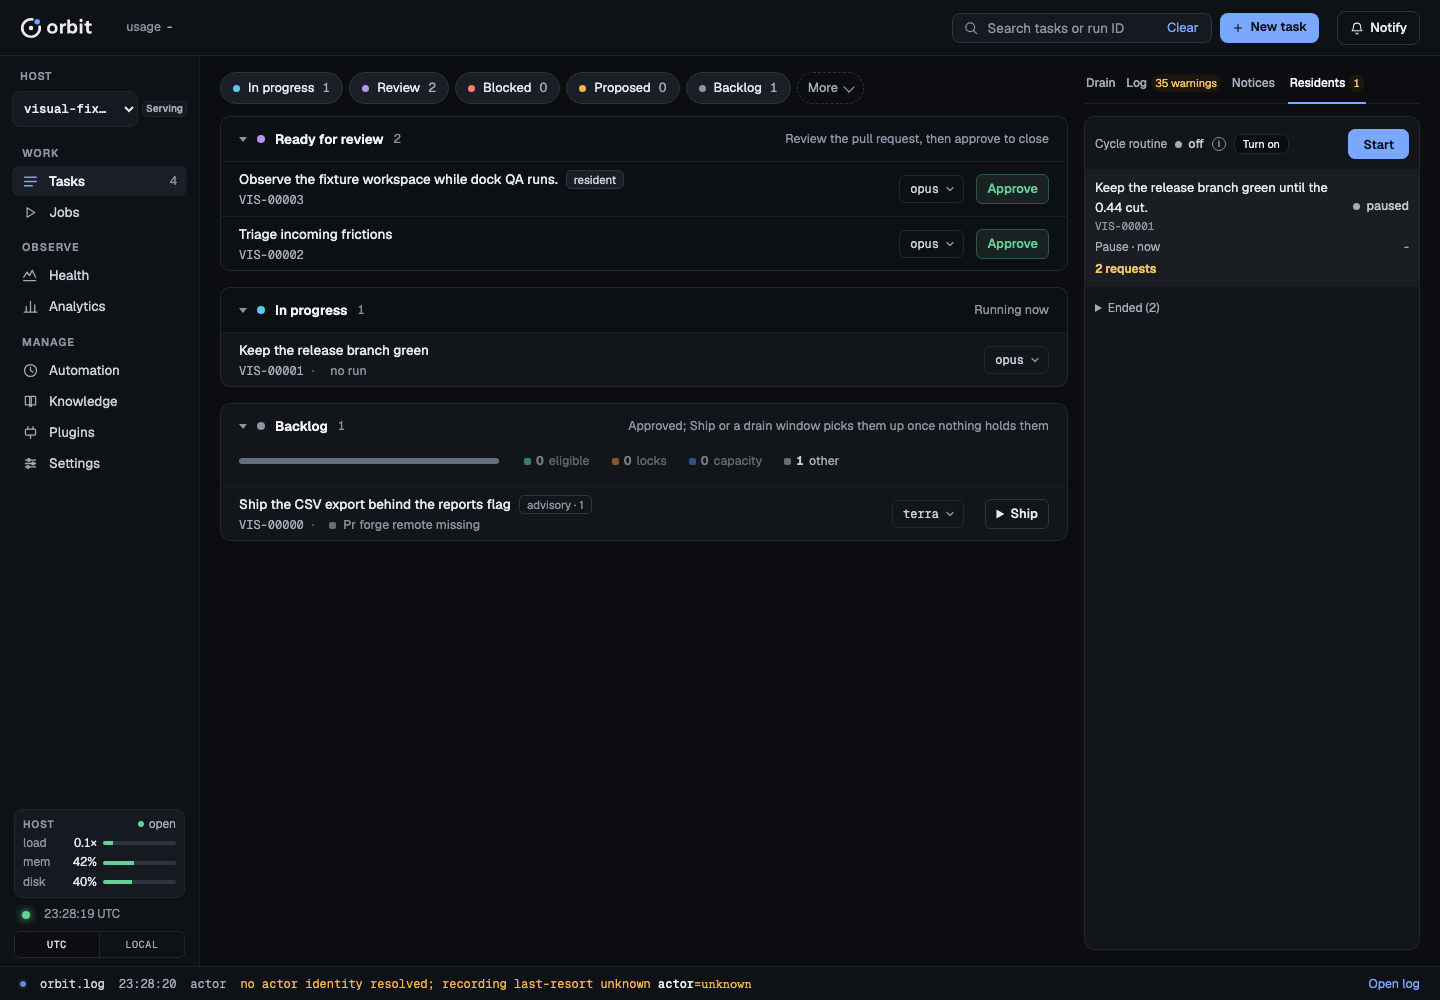 orbit
usage -
Search tasks or run ID
Clear
+ New task
Notify
HOST
visual-fix…
Serving
WORK
Tasks 4
Jobs
OBSERVE
Health
Analytics
MANAGE
Automation
Knowledge
Plugins
Settings
HOST open
load 0.1×
mem 42%
disk 40%
23:28:19 UTC
UTC LOCAL
In progress 1
Review 2
Blocked 0
Proposed 0
Backlog 1
More
Ready for review 2
Review the pull request, then approve to close
Observe the fixture workspace while dock QA runs. resident
VIS-00003
opus
Approve
Triage incoming frictions
VIS-00002
opus
Approve
In progress 1
Running now
Keep the release branch green
VIS-00001 · no run
opus
Backlog 1
Approved; Ship or a drain window picks them up once nothing holds them
0 eligible 0 locks 0 capacity 1 other
Ship the CSV export behind the reports flag advisory · 1
VIS-00000 · Pr forge remote missing
terra
Ship
Drain
Log 35 warnings
Notices
Residents 1
Cycle routine off i Turn on
Start
Keep the release branch green until the
0.44 cut.
paused
VIS-00001
Pause · now -
2 requests
Ended (2)
orbit.log 23:28:20 actor no actor identity resolved; recording last-resort unknown actor=unknown
Open log